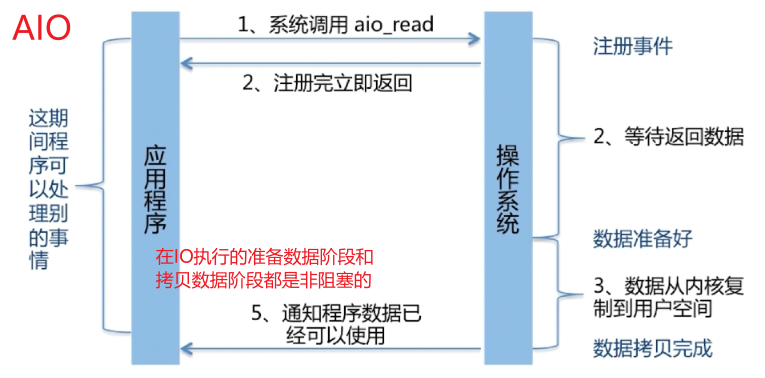 AIO
1、系统调用 aio_read
注册事件
2、注册完立即返回
这期
间程
序可
以处
理别
的事
情
应用程序
操作系统
2、等待返回数据
在IO执行的准备数据阶段和
拷贝数据阶段都是非阻塞的
数据准备好
3、数据从内核复
制到用户空间
5、通知程序数据已
经可以使用
数据拷贝完成